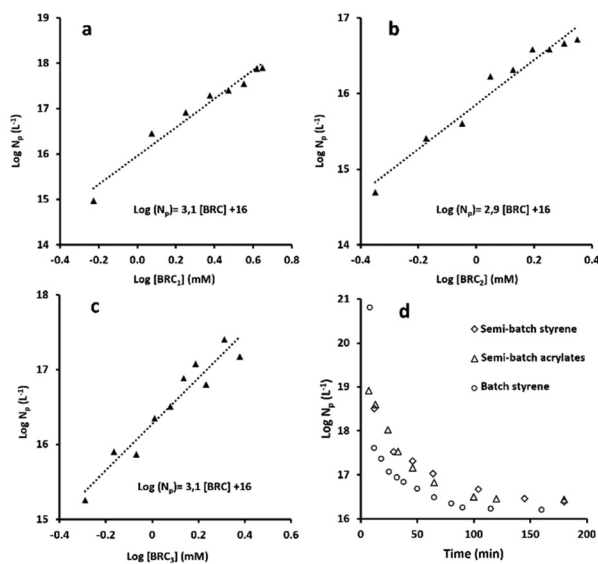 a
19
18
17
16
15
14
Log Np (L-1)
Log (Np)= 3,1 [BRC] +16
-0.4 -0.2 0 0.2 0.4 0.6 0.8
Log [BRC1] (mM)
b
17
16
15
14
Log Np (L-1)
Log (Np)= 2,9 [BRC] +16
-0.4 -0.2 0 0.2 0.4
Log [BRC2] (mM)
c
18
17
16
15
Log Np (L-1)
Log (Np)= 3,1 [BRC] +16
-0.4 -0.2 0 0.2 0.4 0.6
Log [BRC3] (mM)
d
21
20
19
18
17
16
Log Np (L-1)
Semi-batch styrene
Semi-batch acrylates
Batch styrene
0 50 100 150 200
Time (min)